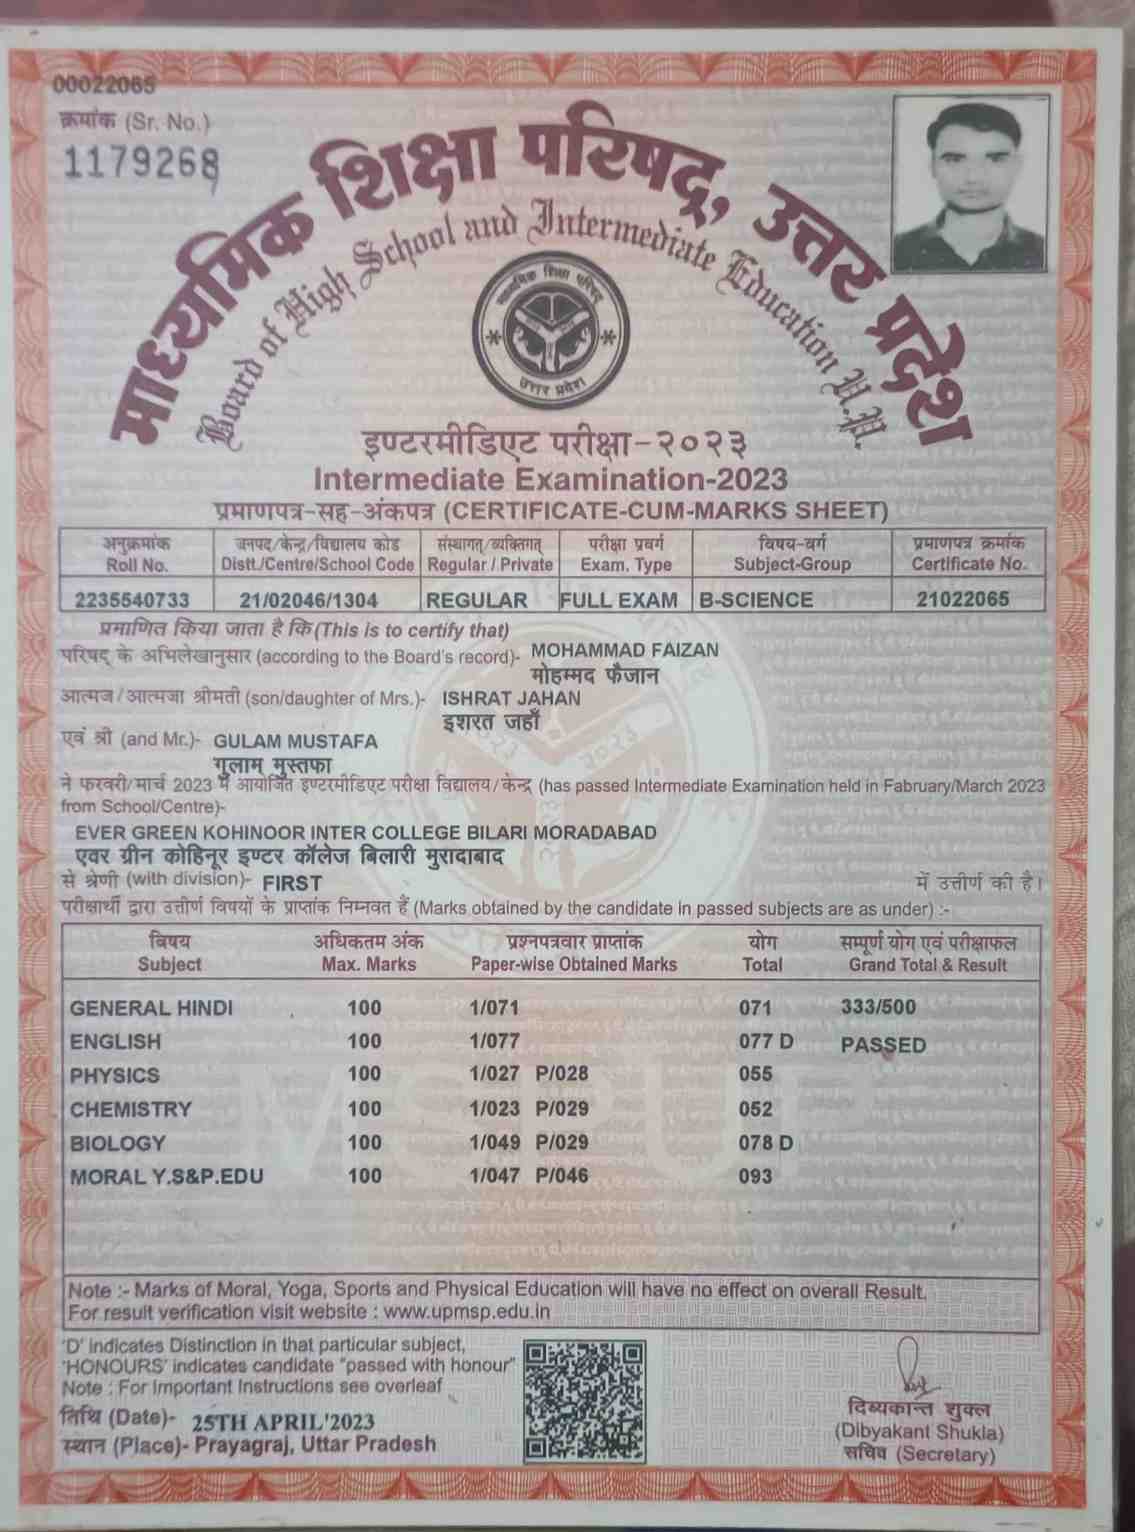 00022065
क्रमांक (Sr. No.)
1179268
माध्यमिक शिक्षा परिषद्, उत्तर प्रदेश
Board of High School and Intermediate Education U.P.
माध्यमिक शिक्षा परिषद्
उत्तर प्रदेश
इण्टरमीडिएट परीक्षा-२०२३
Intermediate Examination-2023
प्रमाणपत्र-सह-अंकपत्र (CERTIFICATE-CUM-MARKS SHEET)
अनुक्रमांक जनपद/केन्द्र/विद्यालय कोड संस्थागत/व्यक्तिगत परीक्षा प्रवर्ग विषय-वर्ग प्रमाणपत्र क्रमांक
Roll No. Distt./Centre/School Code Regular / Private Exam. Type Subject-Group Certificate No.
2235540733 21/02046/1304 REGULAR FULL EXAM B-SCIENCE 21022065
प्रमाणित किया जाता है कि (This is to certify that)
परिषद् के अभिलेखानुसार (according to the Board's record)- MOHAMMAD FAIZAN
मोहम्मद फैजान
आत्मज/आत्मजा श्रीमती (son/daughter of Mrs.)- ISHRAT JAHAN
इशरत जहाँ
एवं श्री (and Mr.)- GULAM MUSTAFA
गुलाम मुस्तफा
ने फरवरी/मार्च 2023 में आयोजित इण्टरमीडिएट परीक्षा विद्यालय/केन्द्र (has passed Intermediate Examination held in Fabruary/March 2023
from School/Centre)-
EVER GREEN KOHINOOR INTER COLLEGE BILARI MORADABAD
एवर ग्रीन कोहिनूर इण्टर कॉलेज बिलारी मुरादाबाद
से श्रेणी (with division)- FIRST में उत्तीर्ण की है।
परीक्षार्थी द्वारा उत्तीर्ण विषयों के प्राप्तांक निम्नवत हैं (Marks obtained by the candidate in passed subjects are as under) :-
विषय अधिकतम अंक प्रश्नपत्रवार प्राप्तांक योग सम्पूर्ण योग एवं परीक्षाफल
Subject Max. Marks Paper-wise Obtained Marks Total Grand Total & Result
GENERAL HINDI 100 1/071 071 333/500
ENGLISH 100 1/077 077 D PASSED
PHYSICS 100 1/027 P/028 055
CHEMISTRY 100 1/023 P/029 052
BIOLOGY 100 1/049 P/029 078 D
MORAL Y.S&P.EDU 100 1/047 P/046 093
Note :- Marks of Moral, Yoga, Sports and Physical Education will have no effect on overall Result.
For result verification visit website : www.upmsp.edu.in
'D' indicates Distinction in that particular subject,
'HONOURS' indicates candidate "passed with honour"
Note : For Important Instructions see overleaf
तिथि (Date)- 25TH APRIL'2023
स्थान (Place)- Prayagraj, Uttar Pradesh
दिब्यकान्त शुक्ल
(Dibyakant Shukla)
सचिव (Secretary)